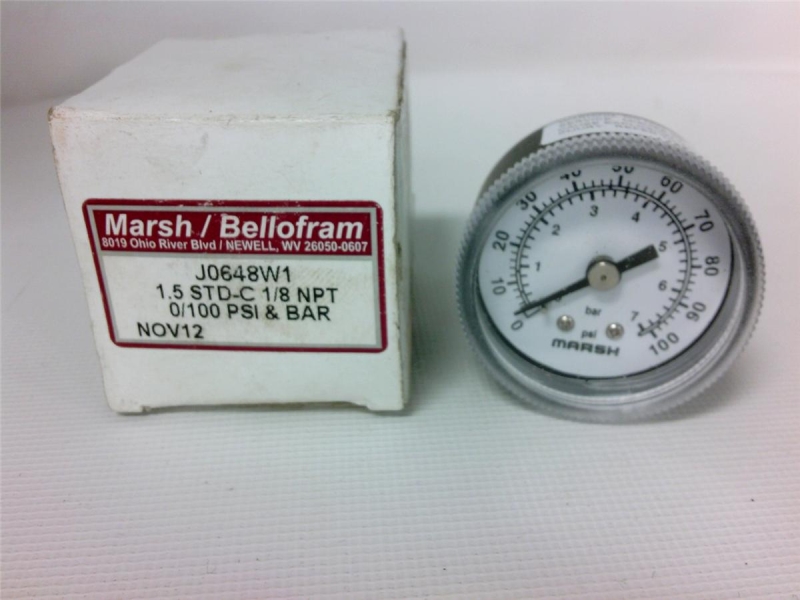 Marsh / Bellofram
8019 Ohio River Blvd / NEWELL, WV 26050-0607
J0648W1
1.5 STD-C 1/8 NPT
0/100 PSI & BAR
NOV12
0
10
20
30
40
50
60
70
80
90
100
1
2
3
4
5
6
7
bar
psi
MARSH